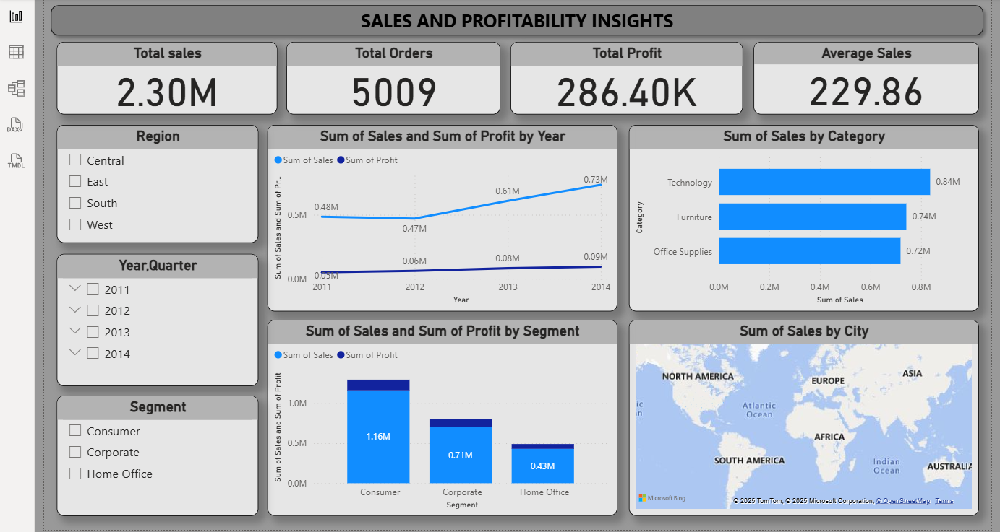 SALES AND PROFITABILITY INSIGHTS
Total sales
2.30M
Total Orders
5009
Total Profit
286.40K
Average Sales
229.86
DAX
TMDL
Region
Central
East
South
West
Year,Quarter
2011
2012
2013
2014
Segment
Consumer
Corporate
Home Office
Sum of Sales and Sum of Profit by Year
Sum of Sales Sum of Profit
Sum of Sales and Sum of Pr...
0.5M
0.0M
0.48M
0.47M
0.61M
0.73M
0.05M
0.06M
0.08M
0.09M
2011 2012 2013 2014
Year
Sum of Sales by Category
Category
Technology 0.84M
Furniture 0.74M
Office Supplies 0.72M
0.0M 0.2M 0.4M 0.6M 0.8M
Sum of Sales
Sum of Sales and Sum of Profit by Segment
Sum of Sales Sum of Profit
Sum of Sales and Sum of Profit
1.0M
0.5M
0.0M
1.16M
0.71M
0.43M
Consumer Corporate Home Office
Segment
Sum of Sales by City
NORTH AMERICA
EUROPE
ASIA
ic
n
Atlantic
Ocean
AFRICA
SOUTH AMERICA
Indian
Ocean
AUSTRALIA
Microsoft Bing
© 2025 TomTom, © 2025 Microsoft Corporation, © OpenStreetMap Terms